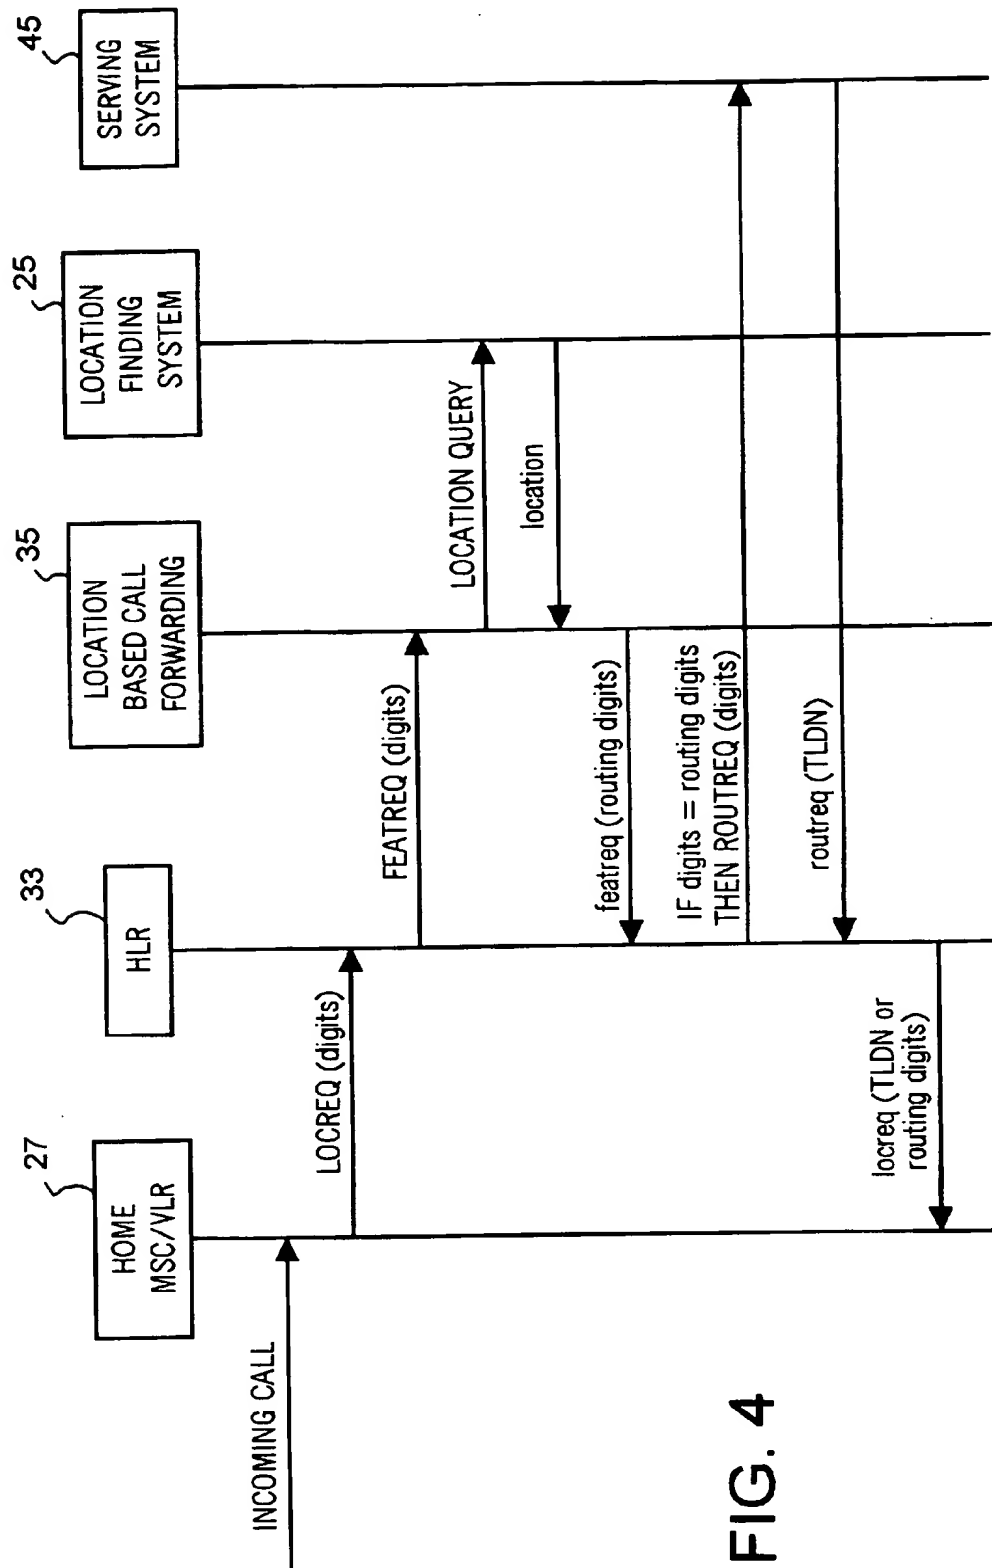 27
HOME
MSC/VLR
33
HLR
35
LOCATION
BASED CALL
FORWARDING
25
LOCATION
FINDING
SYSTEM
45
SERVING
SYSTEM
INCOMING CALL
LOCREQ (digits)
FEATREQ (digits)
LOCATION QUERY
location
featreq (routing digits)
IF digits = routing digits
THEN ROUTREQ (digits)
routreq (TLDN)
locreq (TLDN or
routing digits)
FIG. 4